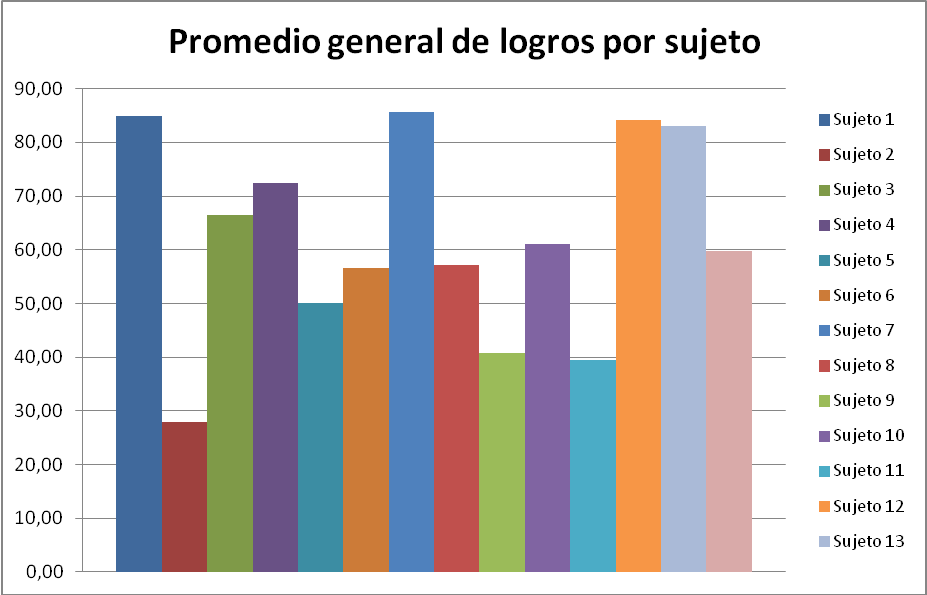 Promedio general de logros por sujeto
90,00
80,00
70,00
60,00
50,00
40,00
30,00
20,00
10,00
0,00
Sujeto 1
Sujeto 2
Sujeto 3
Sujeto 4
Sujeto 5
Sujeto 6
Sujeto 7
Sujeto 8
Sujeto 9
Sujeto 10
Sujeto 11
Sujeto 12
Sujeto 13